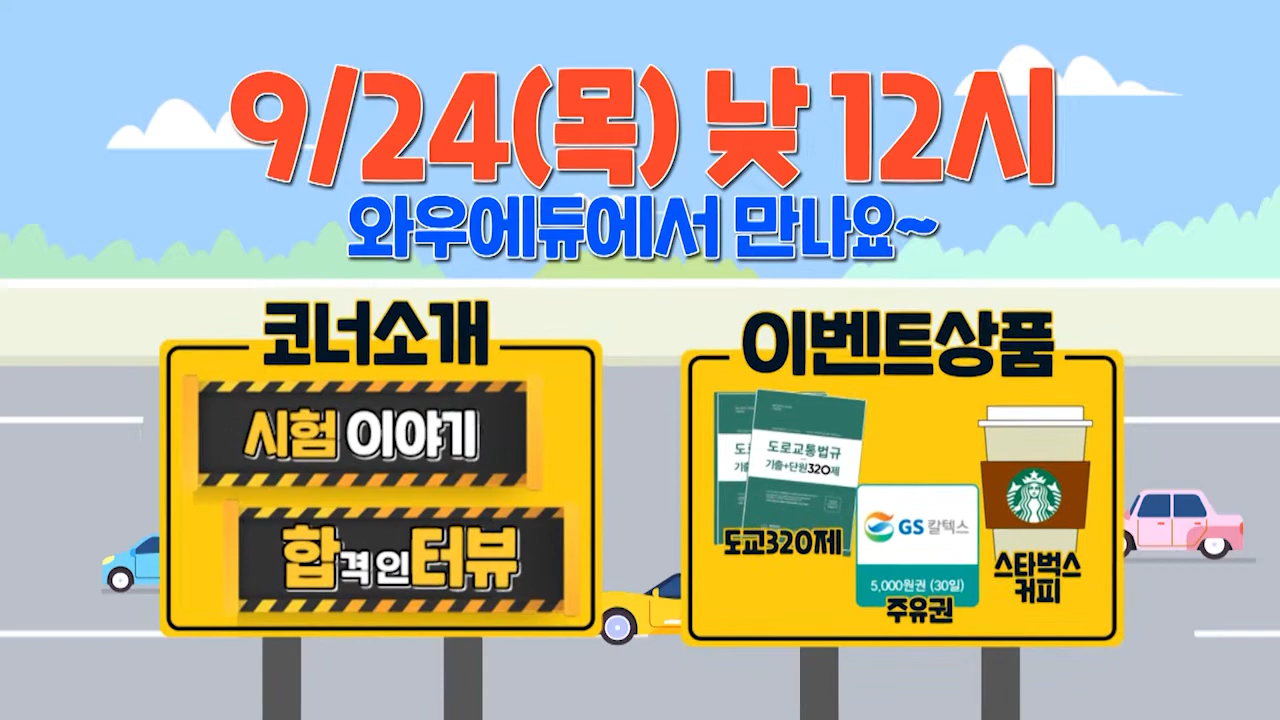 9/24(목) 낮 12시
와우에듀에서 만나요~
코너소개
시험 이야기
합격 인터뷰
이벤트상품
도로교통법규
기출+단원320제
도교320제
GS 칼텍스
5,000원권 (30일)
주유권
스타벅스
커피